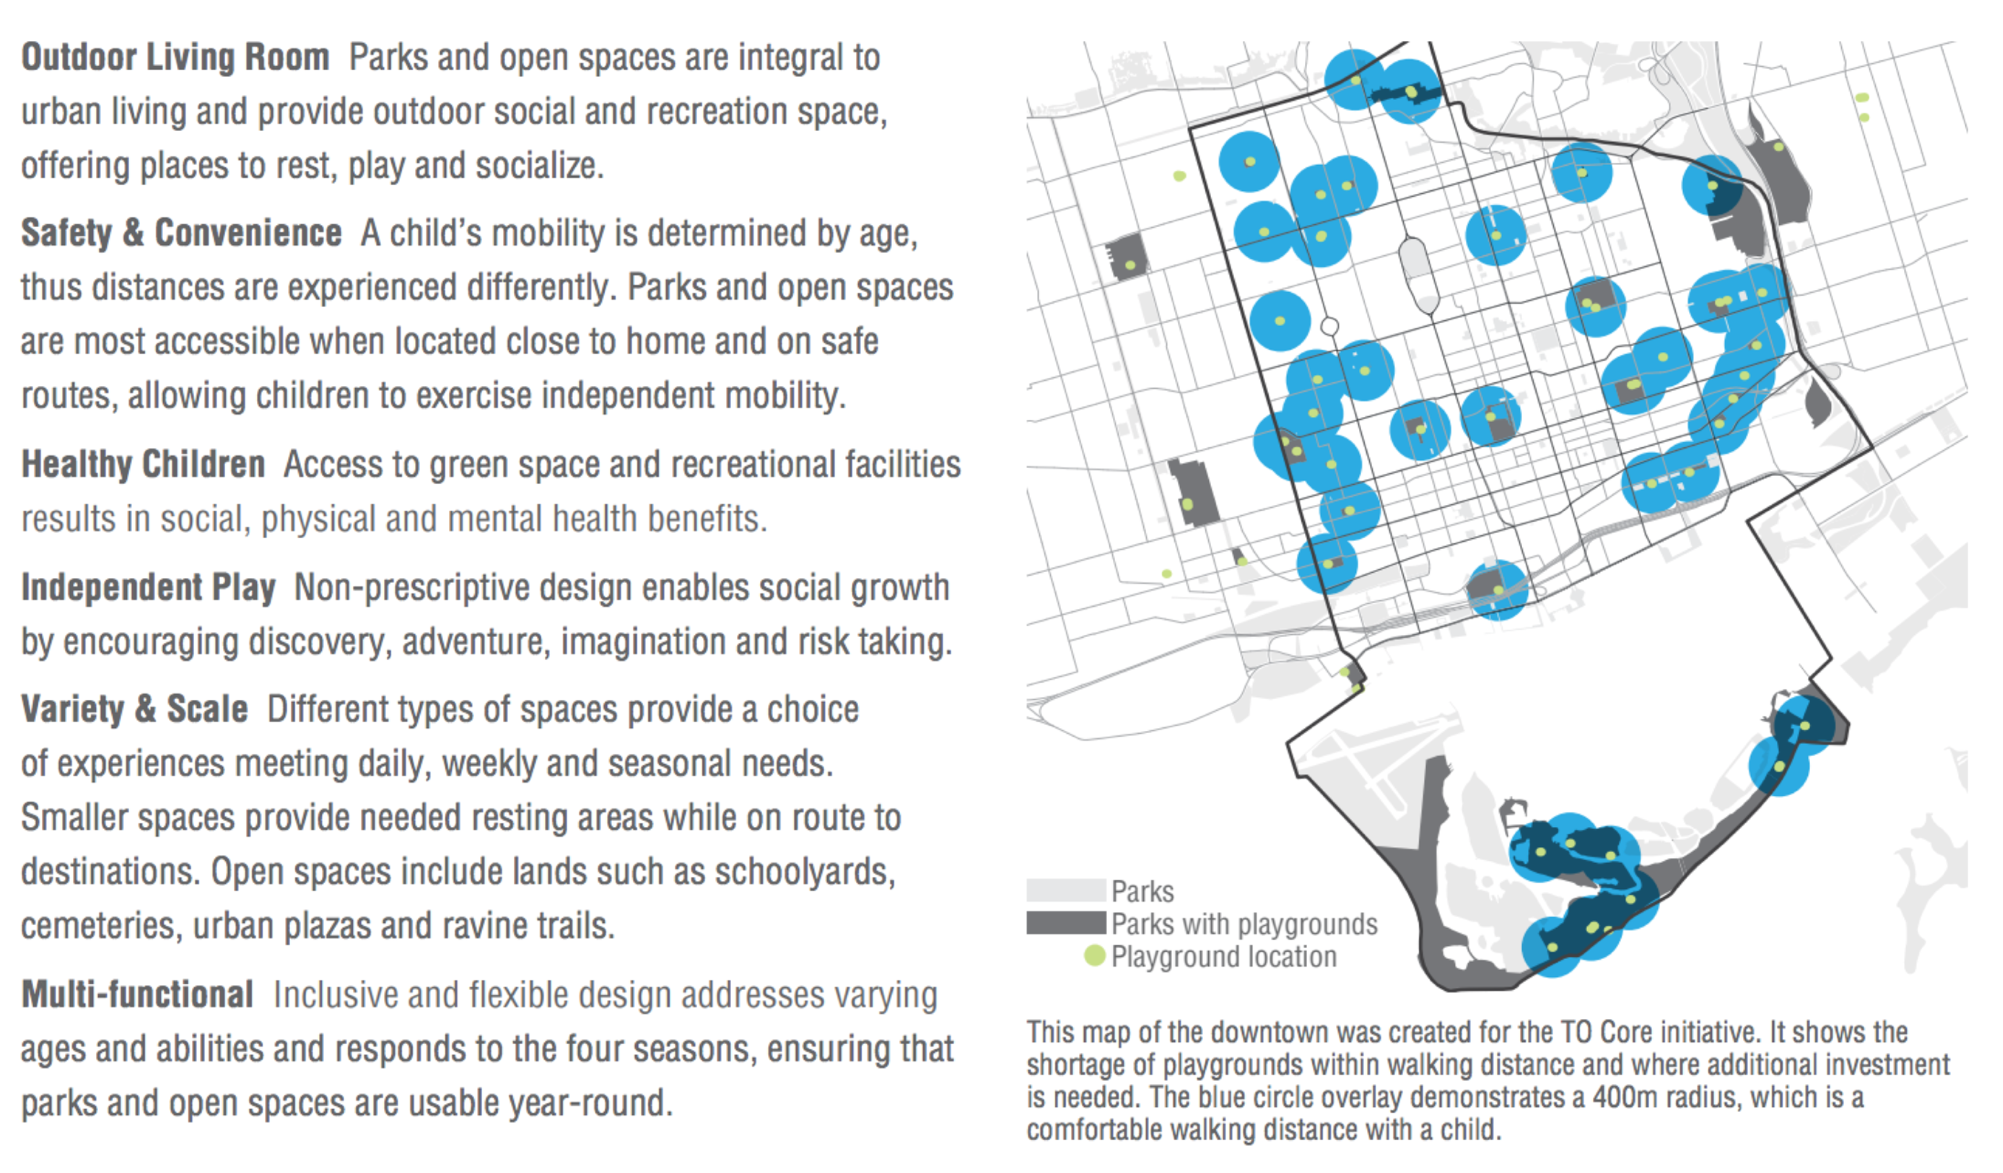 Outdoor Living Room Parks and open spaces are integral to
urban living and provide outdoor social and recreation space,
offering places to rest, play and socialize.
Safety & Convenience A child’s mobility is determined by age,
thus distances are experienced differently. Parks and open spaces
are most accessible when located close to home and on safe
routes, allowing children to exercise independent mobility.
Healthy Children Access to green space and recreational facilities
results in social, physical and mental health benefits.
Independent Play Non-prescriptive design enables social growth
by encouraging discovery, adventure, imagination and risk taking.
Variety & Scale Different types of spaces provide a choice
of experiences meeting daily, weekly and seasonal needs.
Smaller spaces provide needed resting areas while on route to
destinations. Open spaces include lands such as schoolyards,
cemeteries, urban plazas and ravine trails.
Multi-functional Inclusive and flexible design addresses varying
ages and abilities and responds to the four seasons, ensuring that
parks and open spaces are usable year-round.
Parks
Parks with playgrounds
Playground location
This map of the downtown was created for the TO Core initiative. It shows the
shortage of playgrounds within walking distance and where additional investment
is needed. The blue circle overlay demonstrates a 400m radius, which is a
comfortable walking distance with a child.